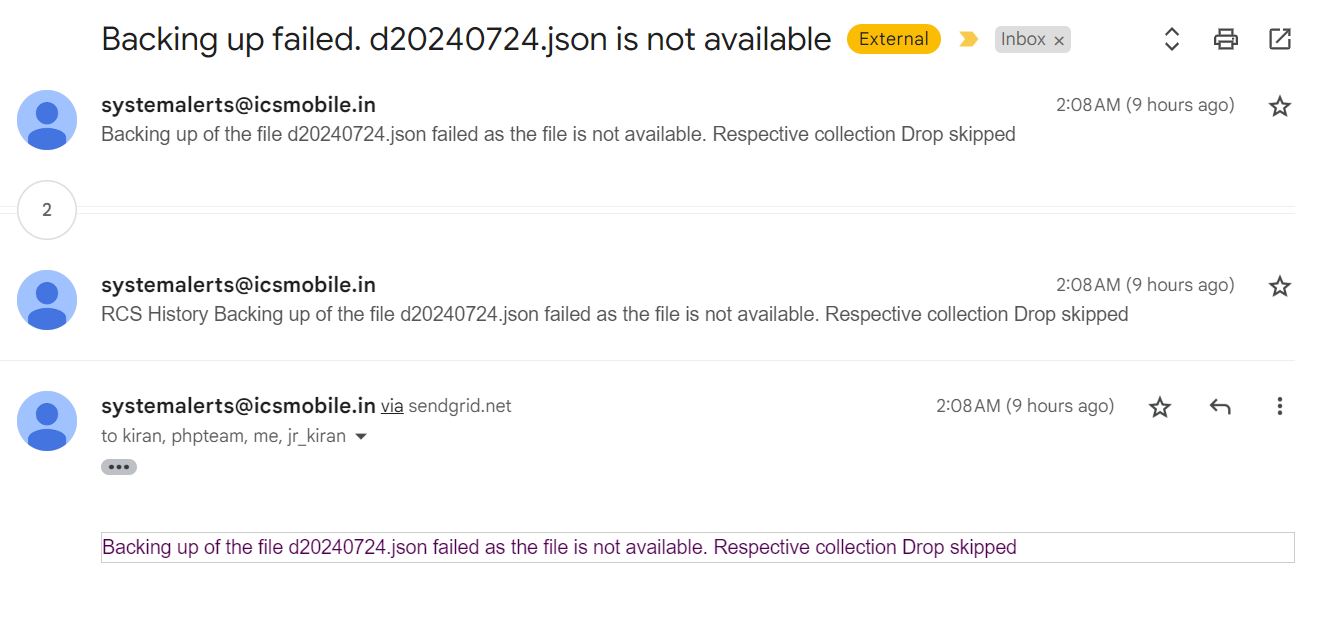 Backing up failed. d20240724.json is not available External Inbox ×
systemalerts@icsmobile.in 2:08 AM (9 hours ago)
Backing up of the file d20240724.json failed as the file is not available. Respective collection Drop skipped
2
systemalerts@icsmobile.in 2:08 AM (9 hours ago)
RCS History Backing up of the file d20240724.json failed as the file is not available. Respective collection Drop skipped
systemalerts@icsmobile.in via sendgrid.net 2:08 AM (9 hours ago)
to kiran, phpteam, me, jr_kiran
Backing up of the file d20240724.json failed as the file is not available. Respective collection Drop skipped